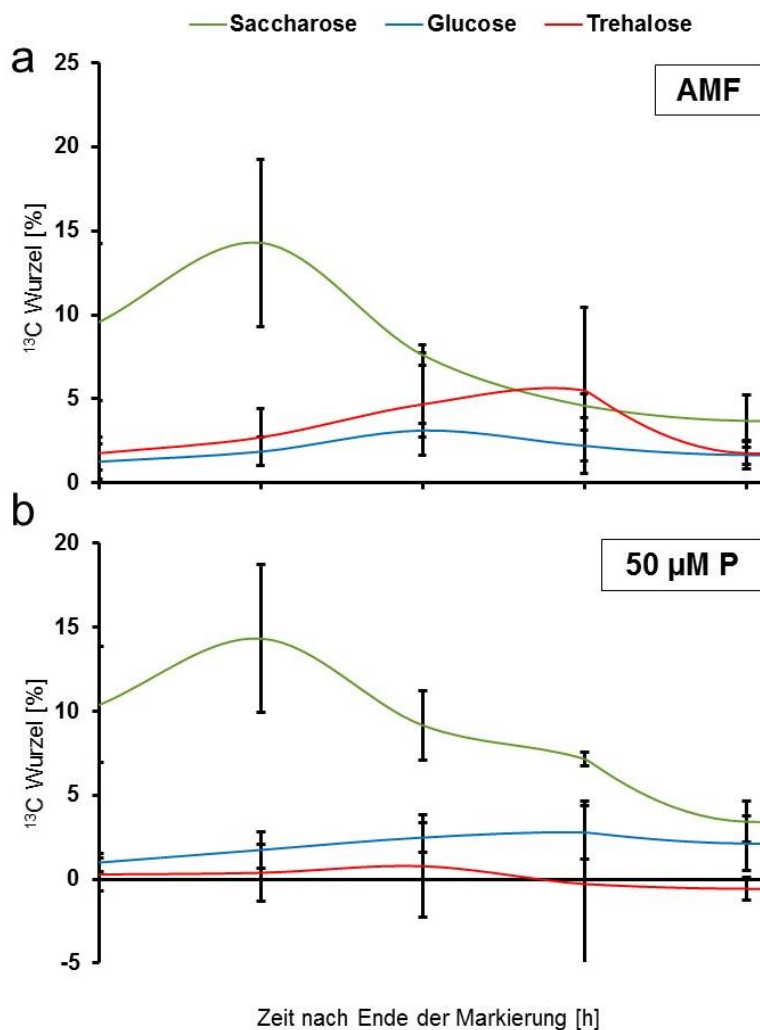 Saccharose Glucose Trehalose
a
AMF
25
20
15
10
5
0
¹³C Wurzel [%]
b
50 µM P
20
15
10
5
0
-5
¹³C Wurzel [%]
Zeit nach Ende der Markierung [h]